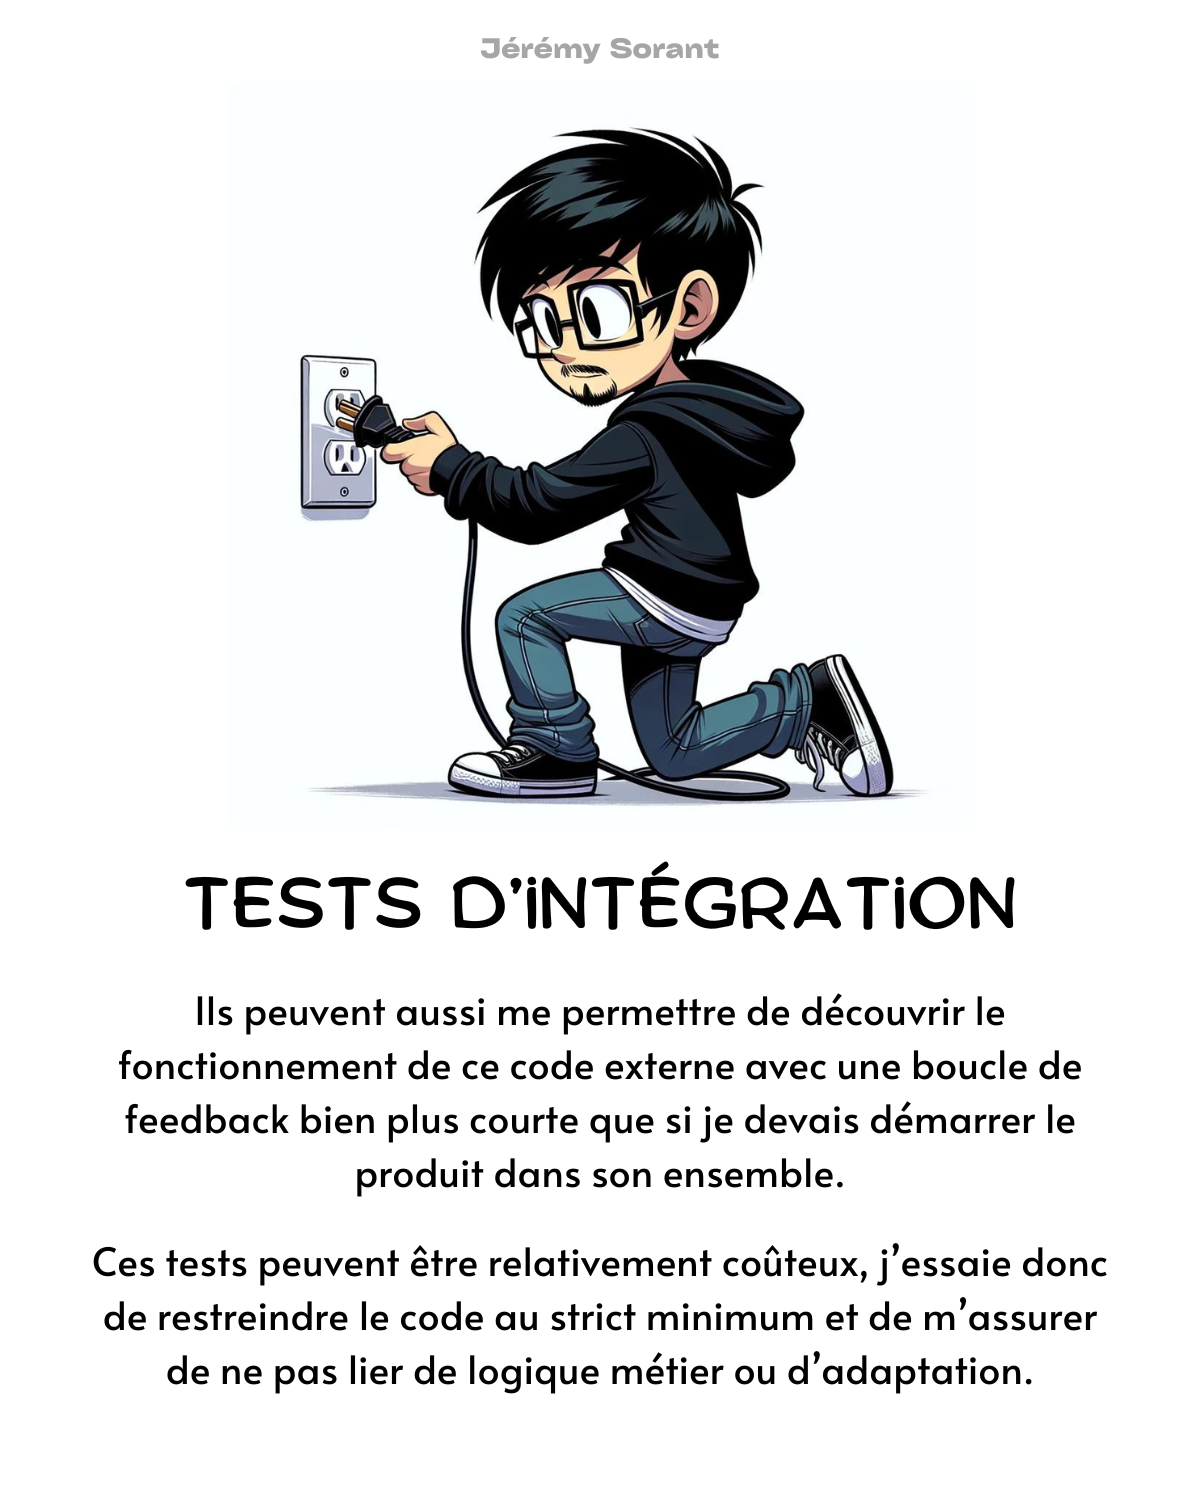 Jérémy Sorant
TESTS D’iNTÉGRATiON
Ils peuvent aussi me permettre de découvrir le
fonctionnement de ce code externe avec une boucle de
feedback bien plus courte que si je devais démarrer le
produit dans son ensemble.
Ces tests peuvent être relativement coûteux, j’essaie donc
de restreindre le code au strict minimum et de m’assurer
de ne pas lier de logique métier ou d’adaptation.